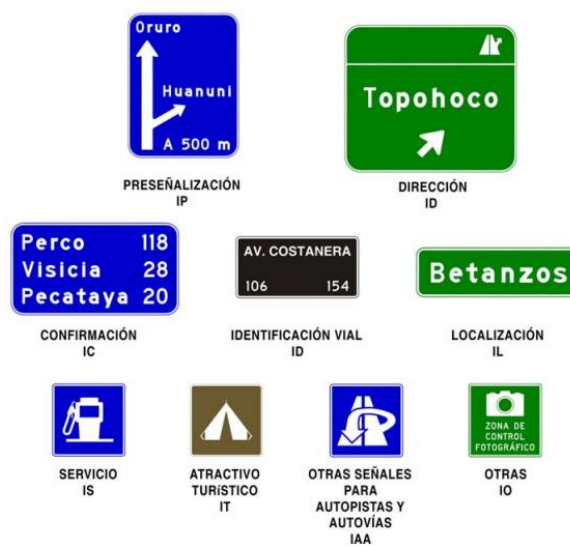 Oruro
Huanuni
A 500 m
PRESEÑALIZACIÓN
IP
Topohoco
DIRECCIÓN
ID
Perco 118
Visicia 28
Pecataya 20
CONFIRMACIÓN
IC
AV. COSTANERA
106 154
IDENTIFICACIÓN VIAL
ID
Betanzos
LOCALIZACIÓN
IL
SERVICIO
IS
ATRACTIVO
TURíSTICO
IT
OTRAS SEÑALES
PARA
AUTOPISTAS Y
AUTOVÍAS
IAA
ZONA DE
CONTROL
FOTOGRÁFICO
OTRAS
IO